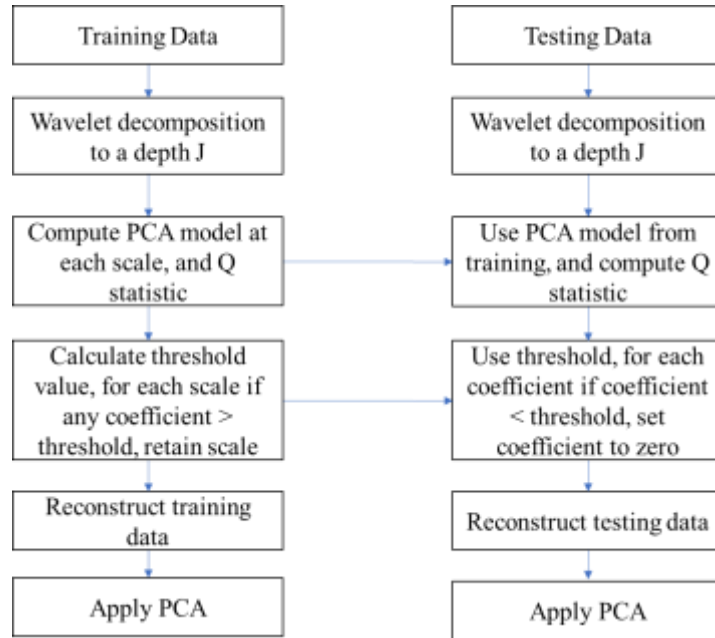 Training Data
Wavelet decomposition
to a depth J
Compute PCA model at
each scale, and Q
statistic
Calculate threshold
value, for each scale if
any coefficient >
threshold, retain scale
Reconstruct training
data
Apply PCA
Testing Data
Wavelet decomposition
to a depth J
Use PCA model from
training, and compute Q
statistic
Use threshold, for each
coefficient if coefficient
< threshold, set
coefficient to zero
Reconstruct testing data
Apply PCA